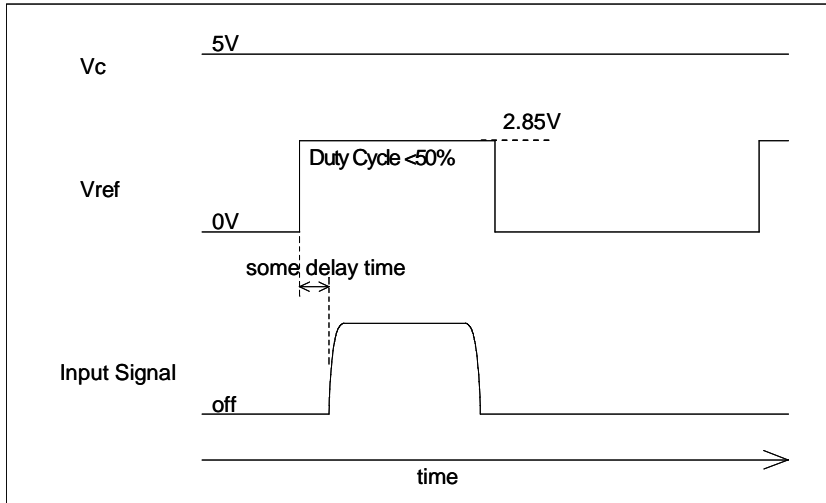 5V
Vc
2.85V
Duty Cycle <50%
Vref
0V
some delay time
Input Signal
off
time